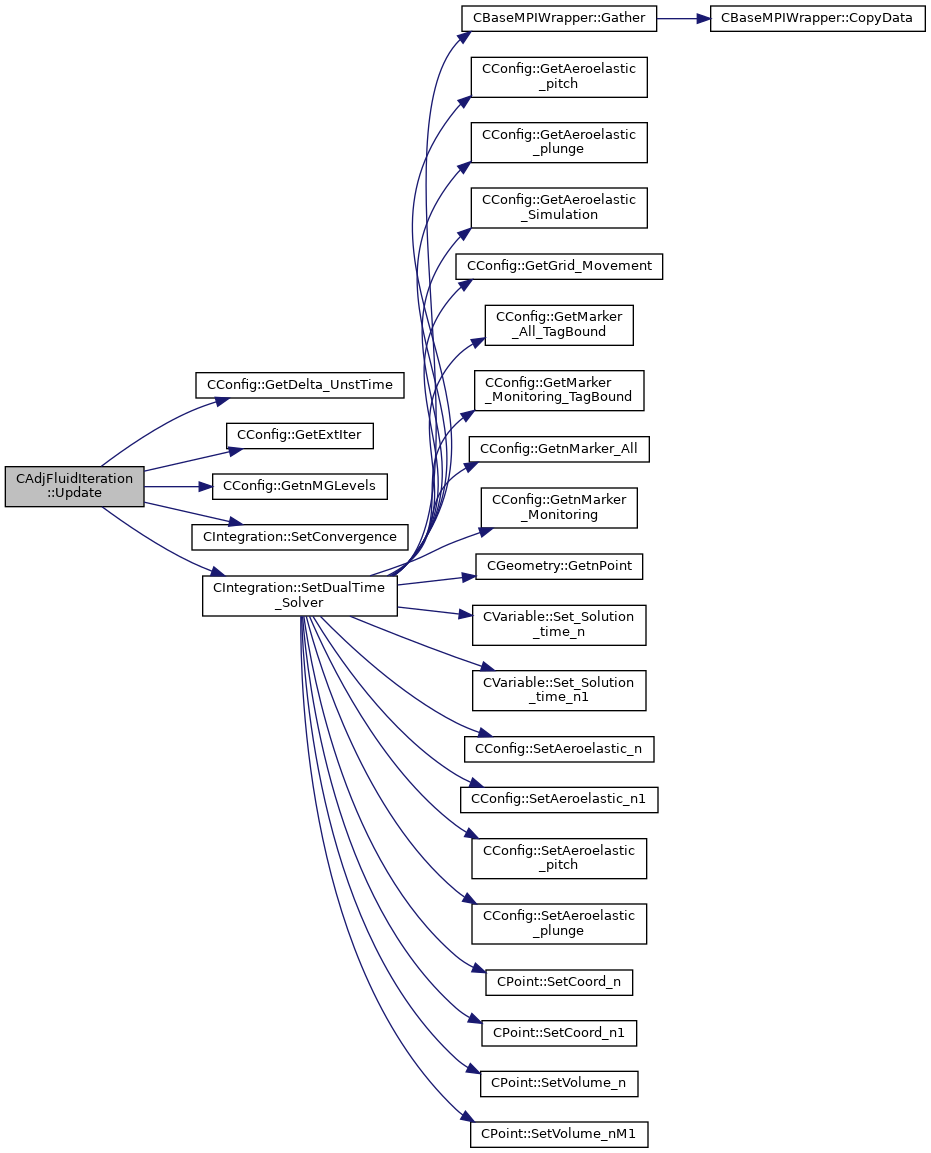 CAdjFluidIteration
::Update
CConfig::GetDelta_UnstTime
CConfig::GetExtIter
CConfig::GetnMGLevels
CIntegration::SetConvergence
CIntegration::SetDualTime
_Solver
CBaseMPIWrapper::Gather
CBaseMPIWrapper::CopyData
CConfig::GetAeroelastic
_pitch
CConfig::GetAeroelastic
_plunge
CConfig::GetAeroelastic
_Simulation
CConfig::GetGrid_Movement
CConfig::GetMarker
_All_TagBound
CConfig::GetMarker
_Monitoring_TagBound
CConfig::GetnMarker_All
CConfig::GetnMarker
_Monitoring
CGeometry::GetnPoint
CVariable::Set_Solution
_time_n
CVariable::Set_Solution
_time_n1
CConfig::SetAeroelastic_n
CConfig::SetAeroelastic_n1
CConfig::SetAeroelastic
_pitch
CConfig::SetAeroelastic
_plunge
CPoint::SetCoord_n
CPoint::SetCoord_n1
CPoint::SetVolume_n
CPoint::SetVolume_nM1